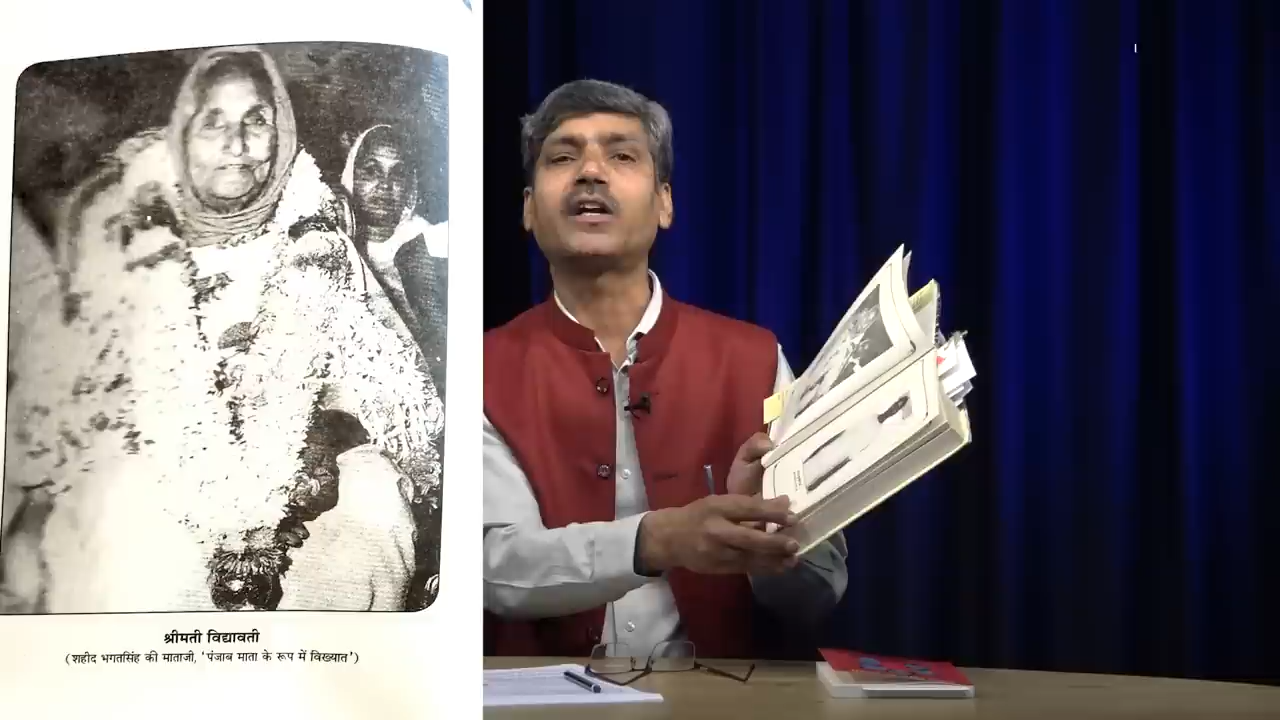 श्रीमती विद्यावती
(शहीद भगतसिंह की माताजी, 'पंजाब माता के रूप में विख्यात')